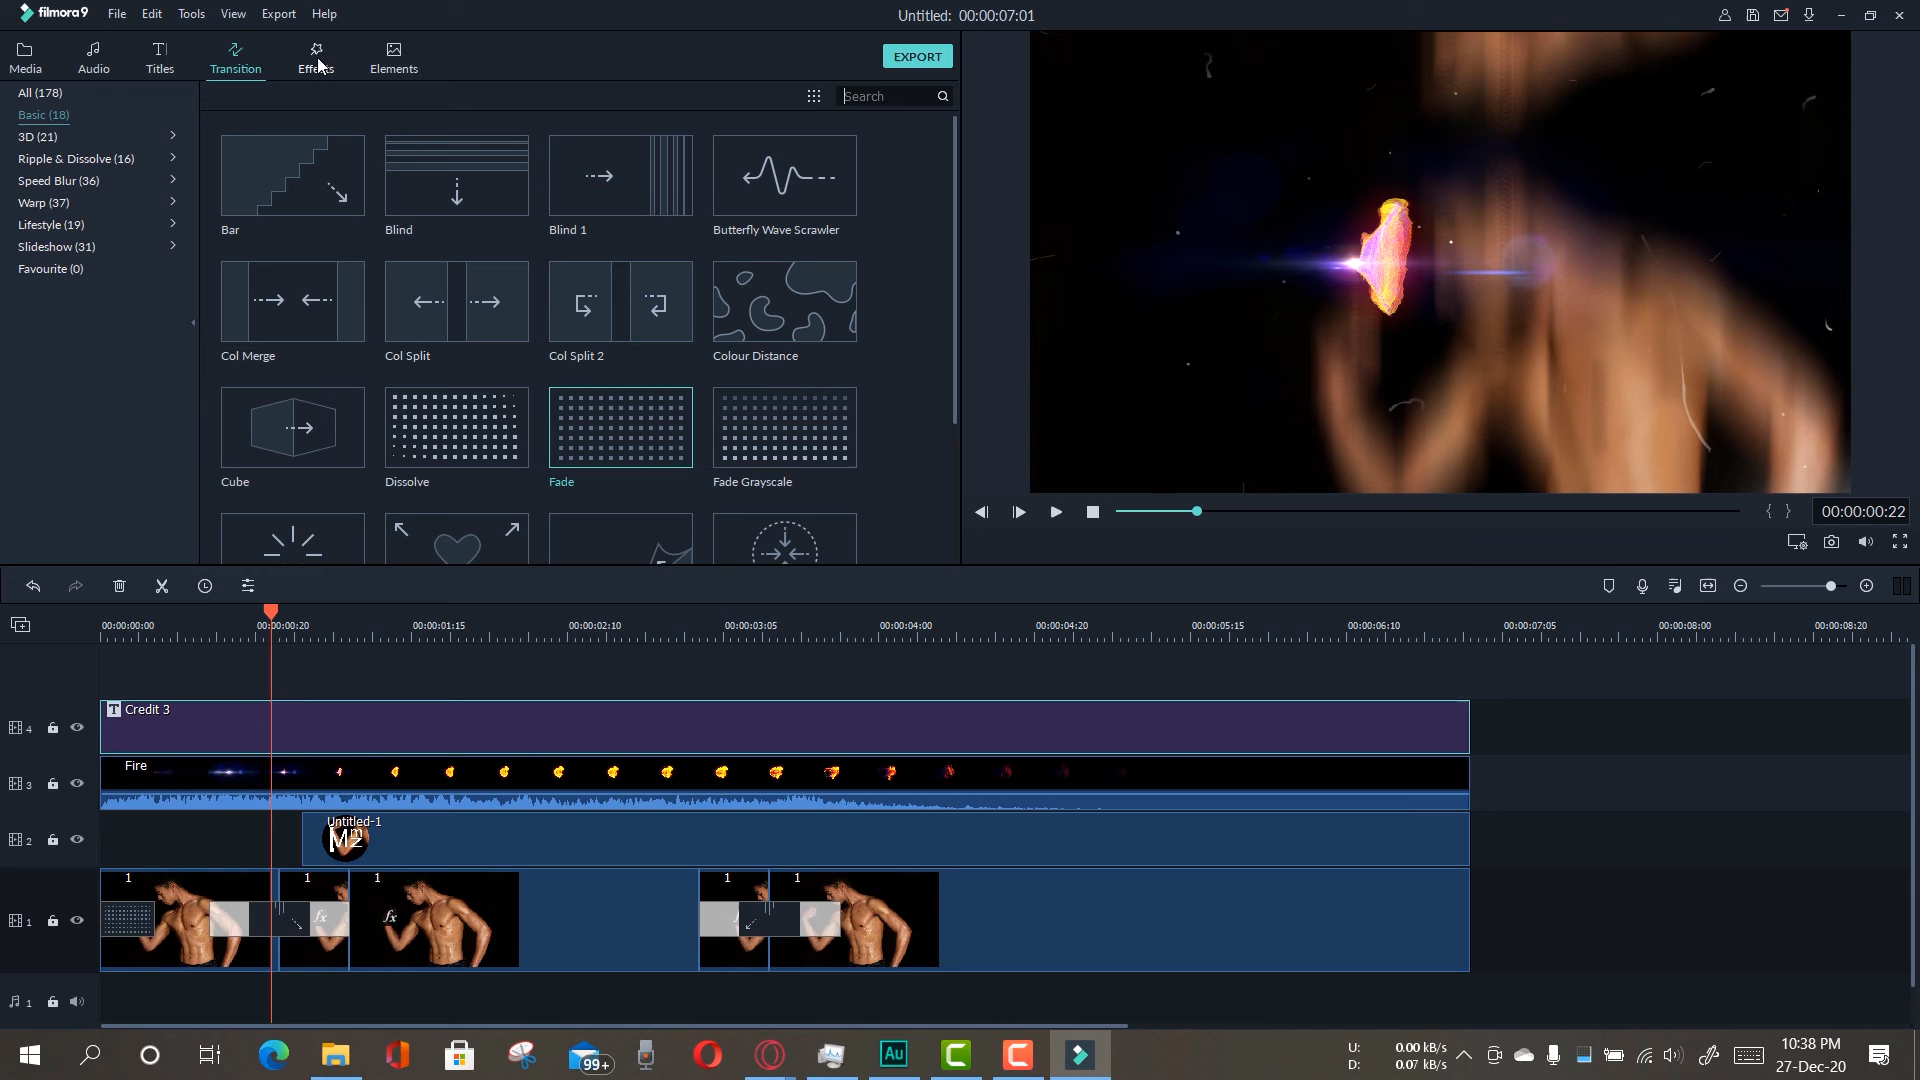 filmora9 File Edit Tools View Export Help Untitled: 00:00:07:01
Media Audio Titles Transition Effects Elements EXPORT
All (178)
Basic (18)
3D (21)
Ripple & Dissolve (16)
Speed Blur (36)
Warp (37)
Lifestyle (19)
Slideshow (31)
Favourite (0)
Search
Bar Blind Blind 1 Butterfly Wave Scrawler
Col Merge Col Split Col Split 2 Colour Distance
Cube Dissolve Fade Fade Grayscale
{ } 00:00:00:22
00:00:00:00 00:00:00:20 00:00:01:15 00:00:02:10 00:00:03:05 00:00:04:00 00:00:04:20 00:00:05:15 00:00:06:10 00:00:07:05 00:00:08:00 00:00:08:20
4 T Credit 3
3 Fire
2 Untitled-1
1 1 1 1 1 1
fx fx
1
99+ Au C C
U: 0.00 kB/s
D: 0.07 kB/s
10:38 PM
27-Dec-20